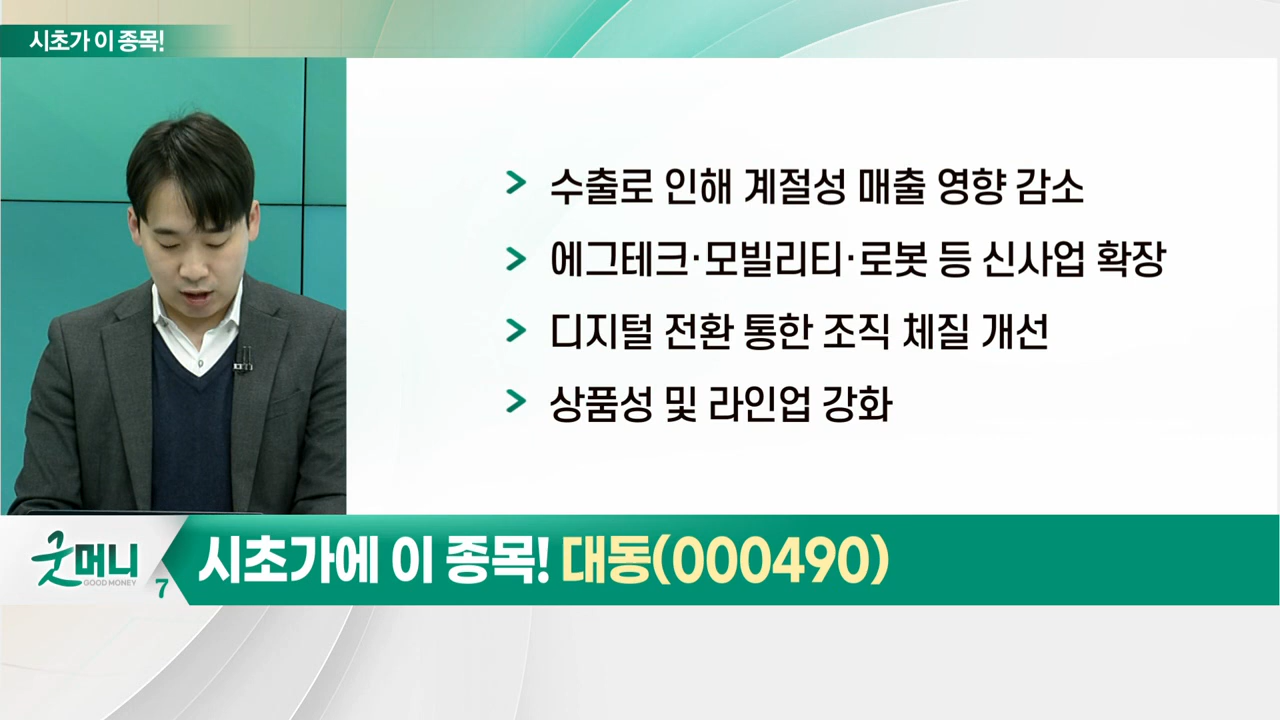 시초가 이 종목!
수출로 인해 계절성 매출 영향 감소
에그테크·모빌리티·로봇 등 신사업 확장
디지털 전환 통한 조직 체질 개선
상품성 및 라인업 강화
굿머니
GOOD MONEY
7
시초가에 이 종목! 대동(000490)